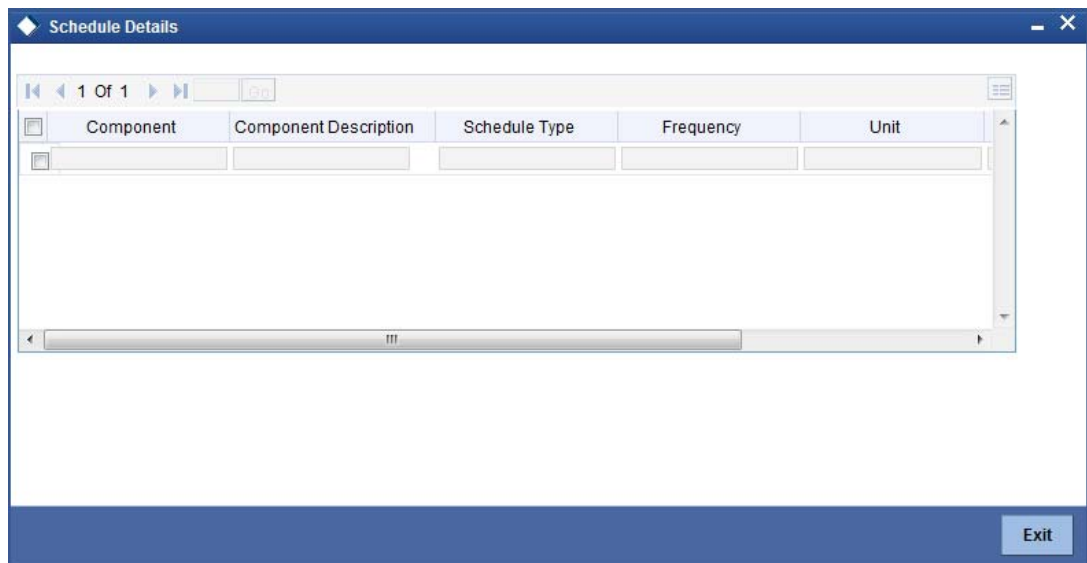 Schedule Details
1 Of 1 Go
Component Component Description Schedule Type Frequency Unit
Exit